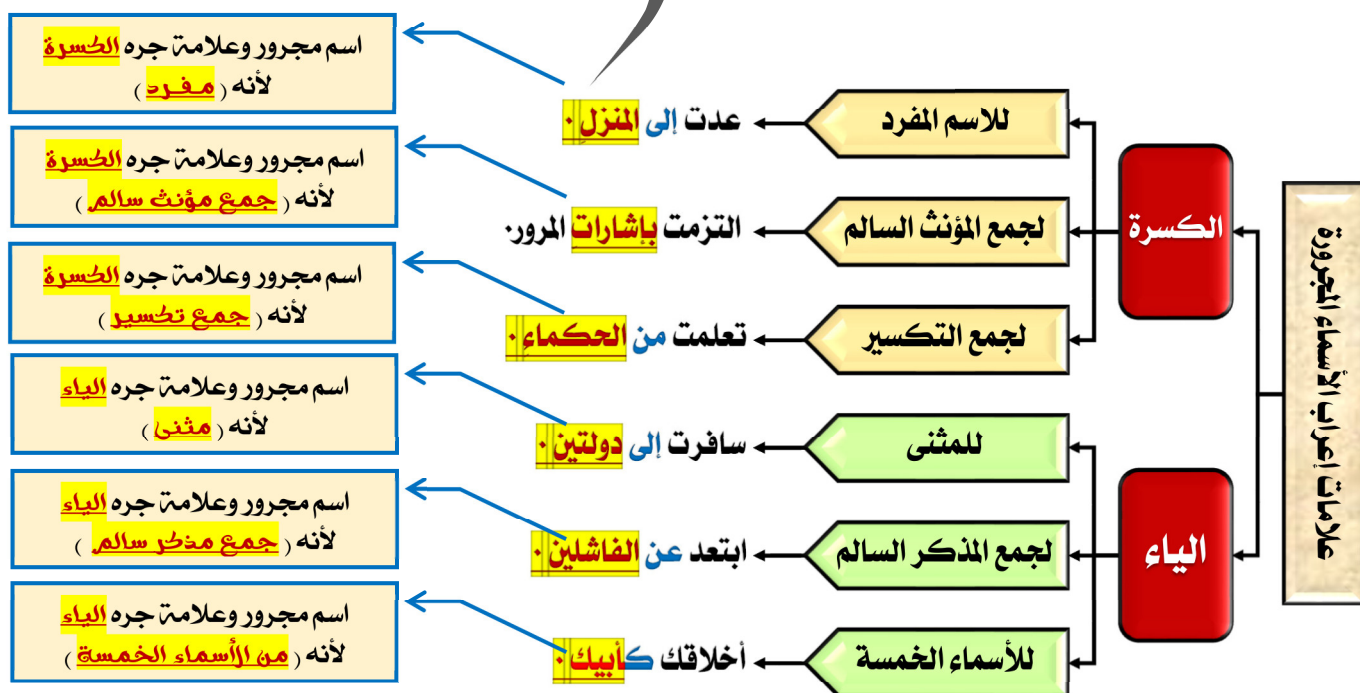 علامات إعراب الأسماء المجرورة
الكسرة
للاسم المفرد
عدت إلى المنزلِ.
اسم مجرور وعلامة جره الكسرة
لأنه ( مفرد )
لجمع المؤنث السالم
التزمت بإشارات المرور.
اسم مجرور وعلامة جره الكسرة
لأنه ( جمع مؤنث سالم )
لجمع التكسير
تعلمت من الحكماءِ.
اسم مجرور وعلامة جره الكسرة
لأنه ( جمع تكسير )
الياء
للمثنى
سافرت إلى دولتين.
اسم مجرور وعلامة جره الياء
لأنه ( مثنى )
لجمع المذكر السالم
ابتعد عن الفاشلين.
اسم مجرور وعلامة جره الياء
لأنه ( جمع مذكر سالم )
للأسماء الخمسة
أخلاقك كأبيك.
اسم مجرور وعلامة جره الياء
لأنه ( من الأسماء الخمسة )